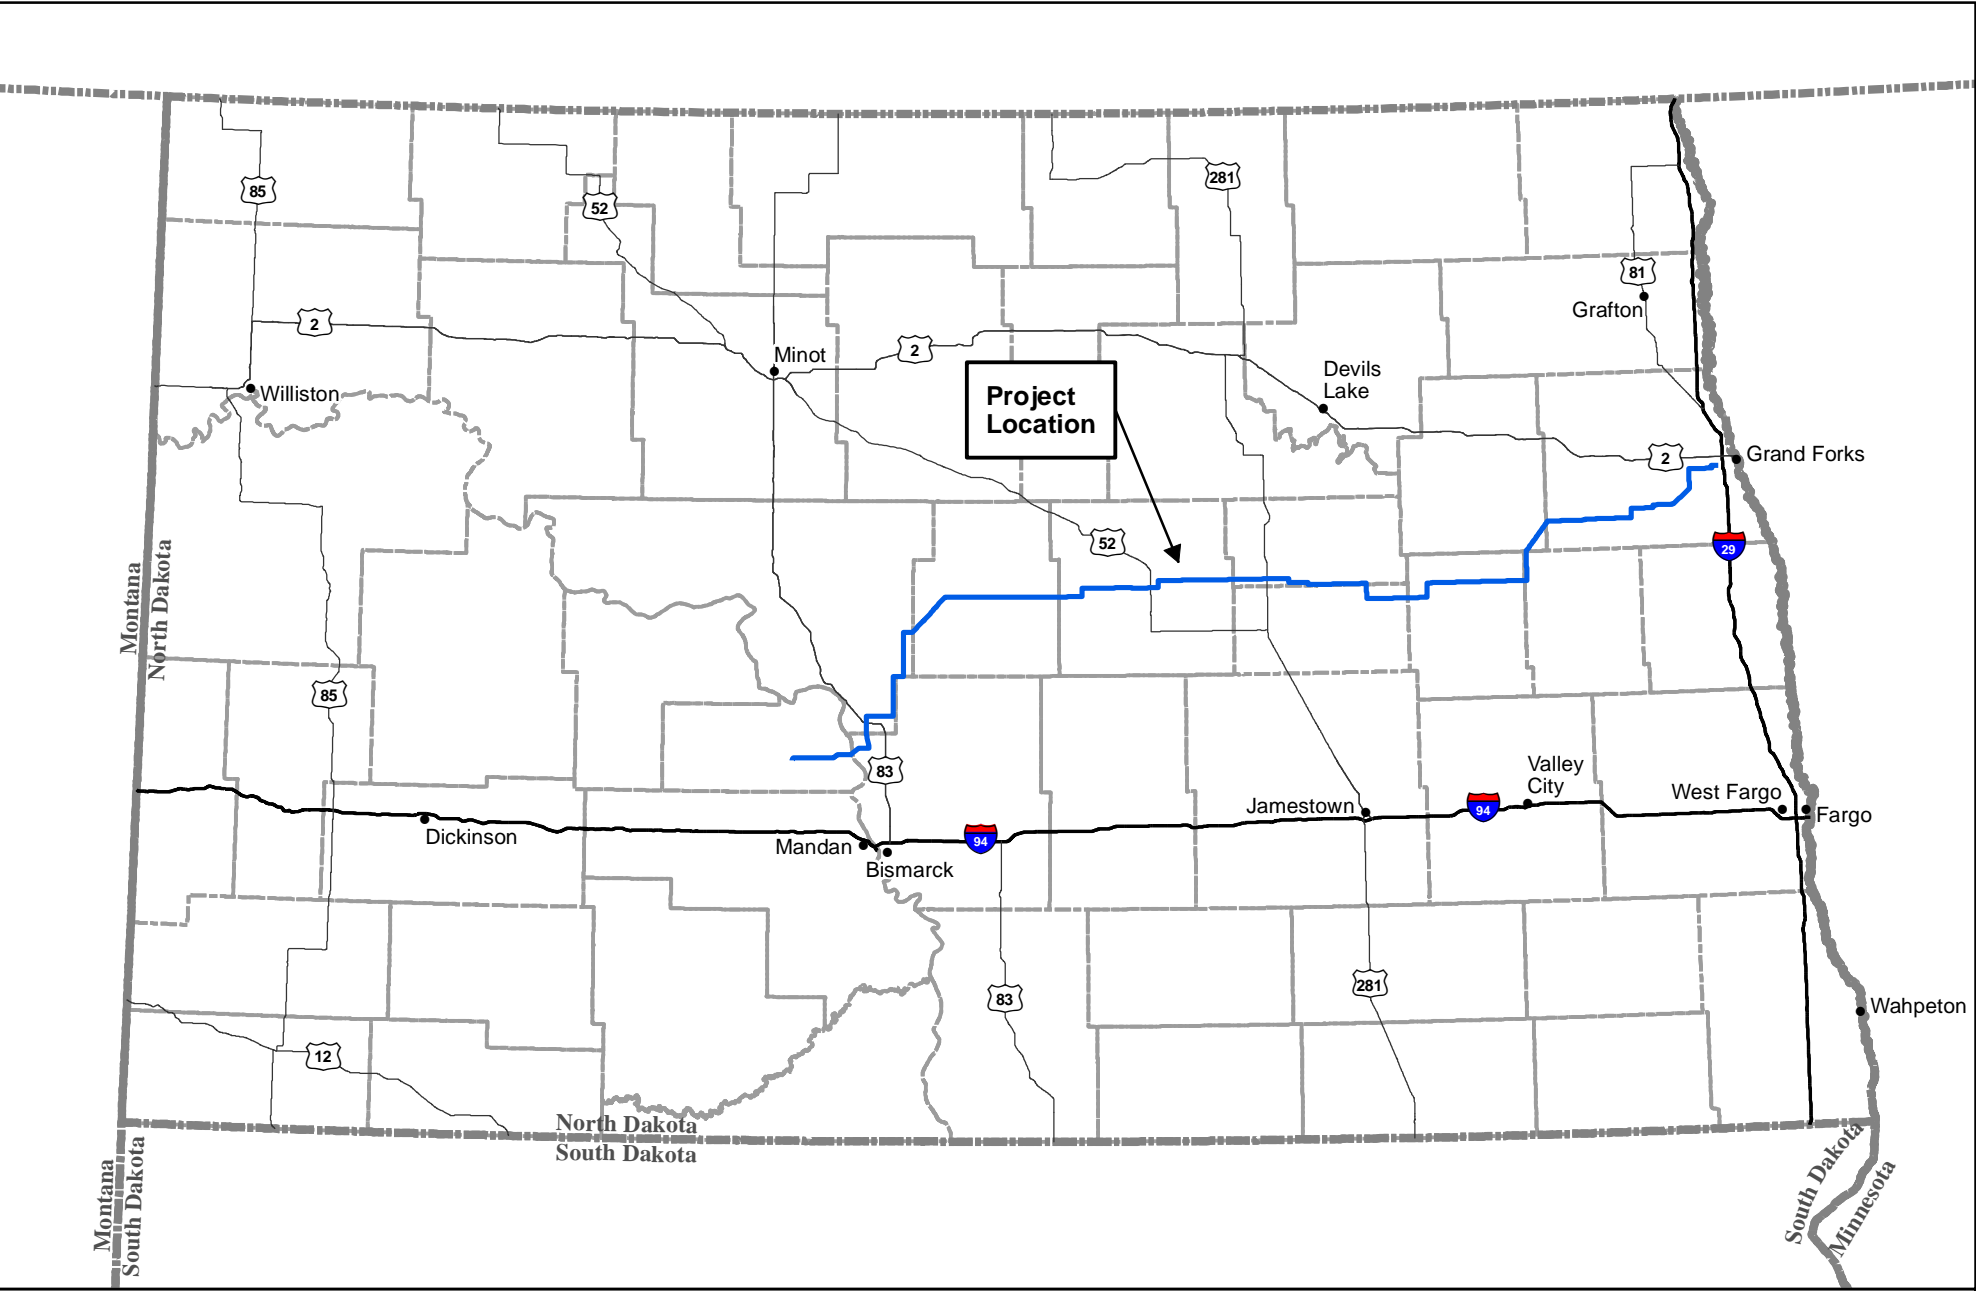 281
85
52
81
Grafton
2
2
Minot
Devils
Lake
Williston
Project
Location
2
Grand Forks
52
29
Montana
North Dakota
85
83
Valley
City
West Fargo
Jamestown
94
Fargo
Dickinson
94
Mandan
Bismarck
83
281
Wahpeton
12
North Dakota
South Dakota
Montana
South Dakota
South Dakota
Minnesota